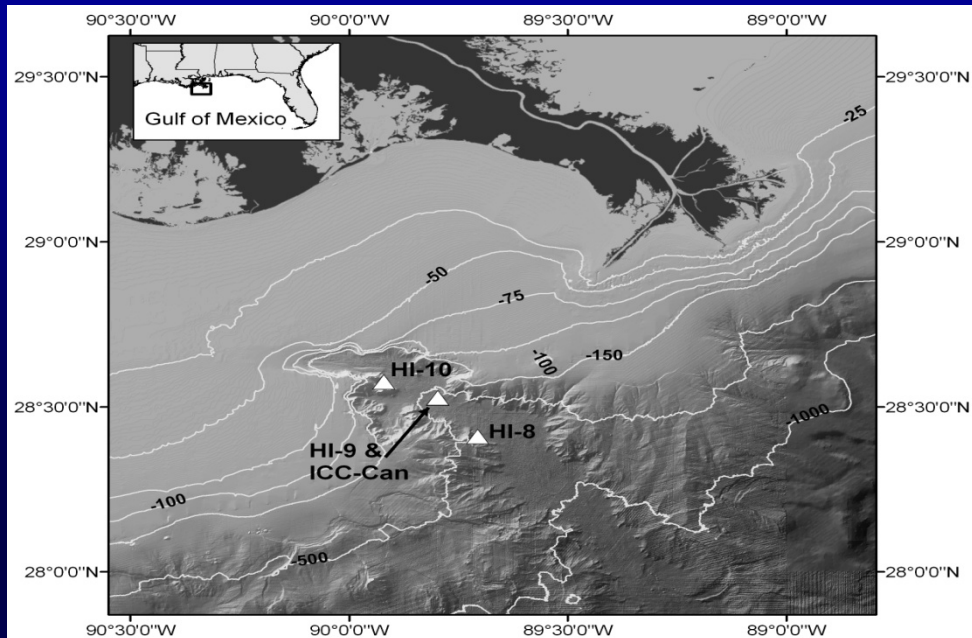 90°30'0"W 90°0'0"W 89°30'0"W 89°0'0"W
29°30'0"N
29°30'0"N
Gulf of Mexico
-25
29°0'0"N
29°0'0"N
-50
-75
-100
-150
HI-10
28°30'0"N
28°30'0"N
-1000
HI-8
HI-9 &
ICC-Can
-100
-500
28°0'0"N
28°0'0"N
90°30'0"W 90°0'0"W 89°30'0"W 89°0'0"W